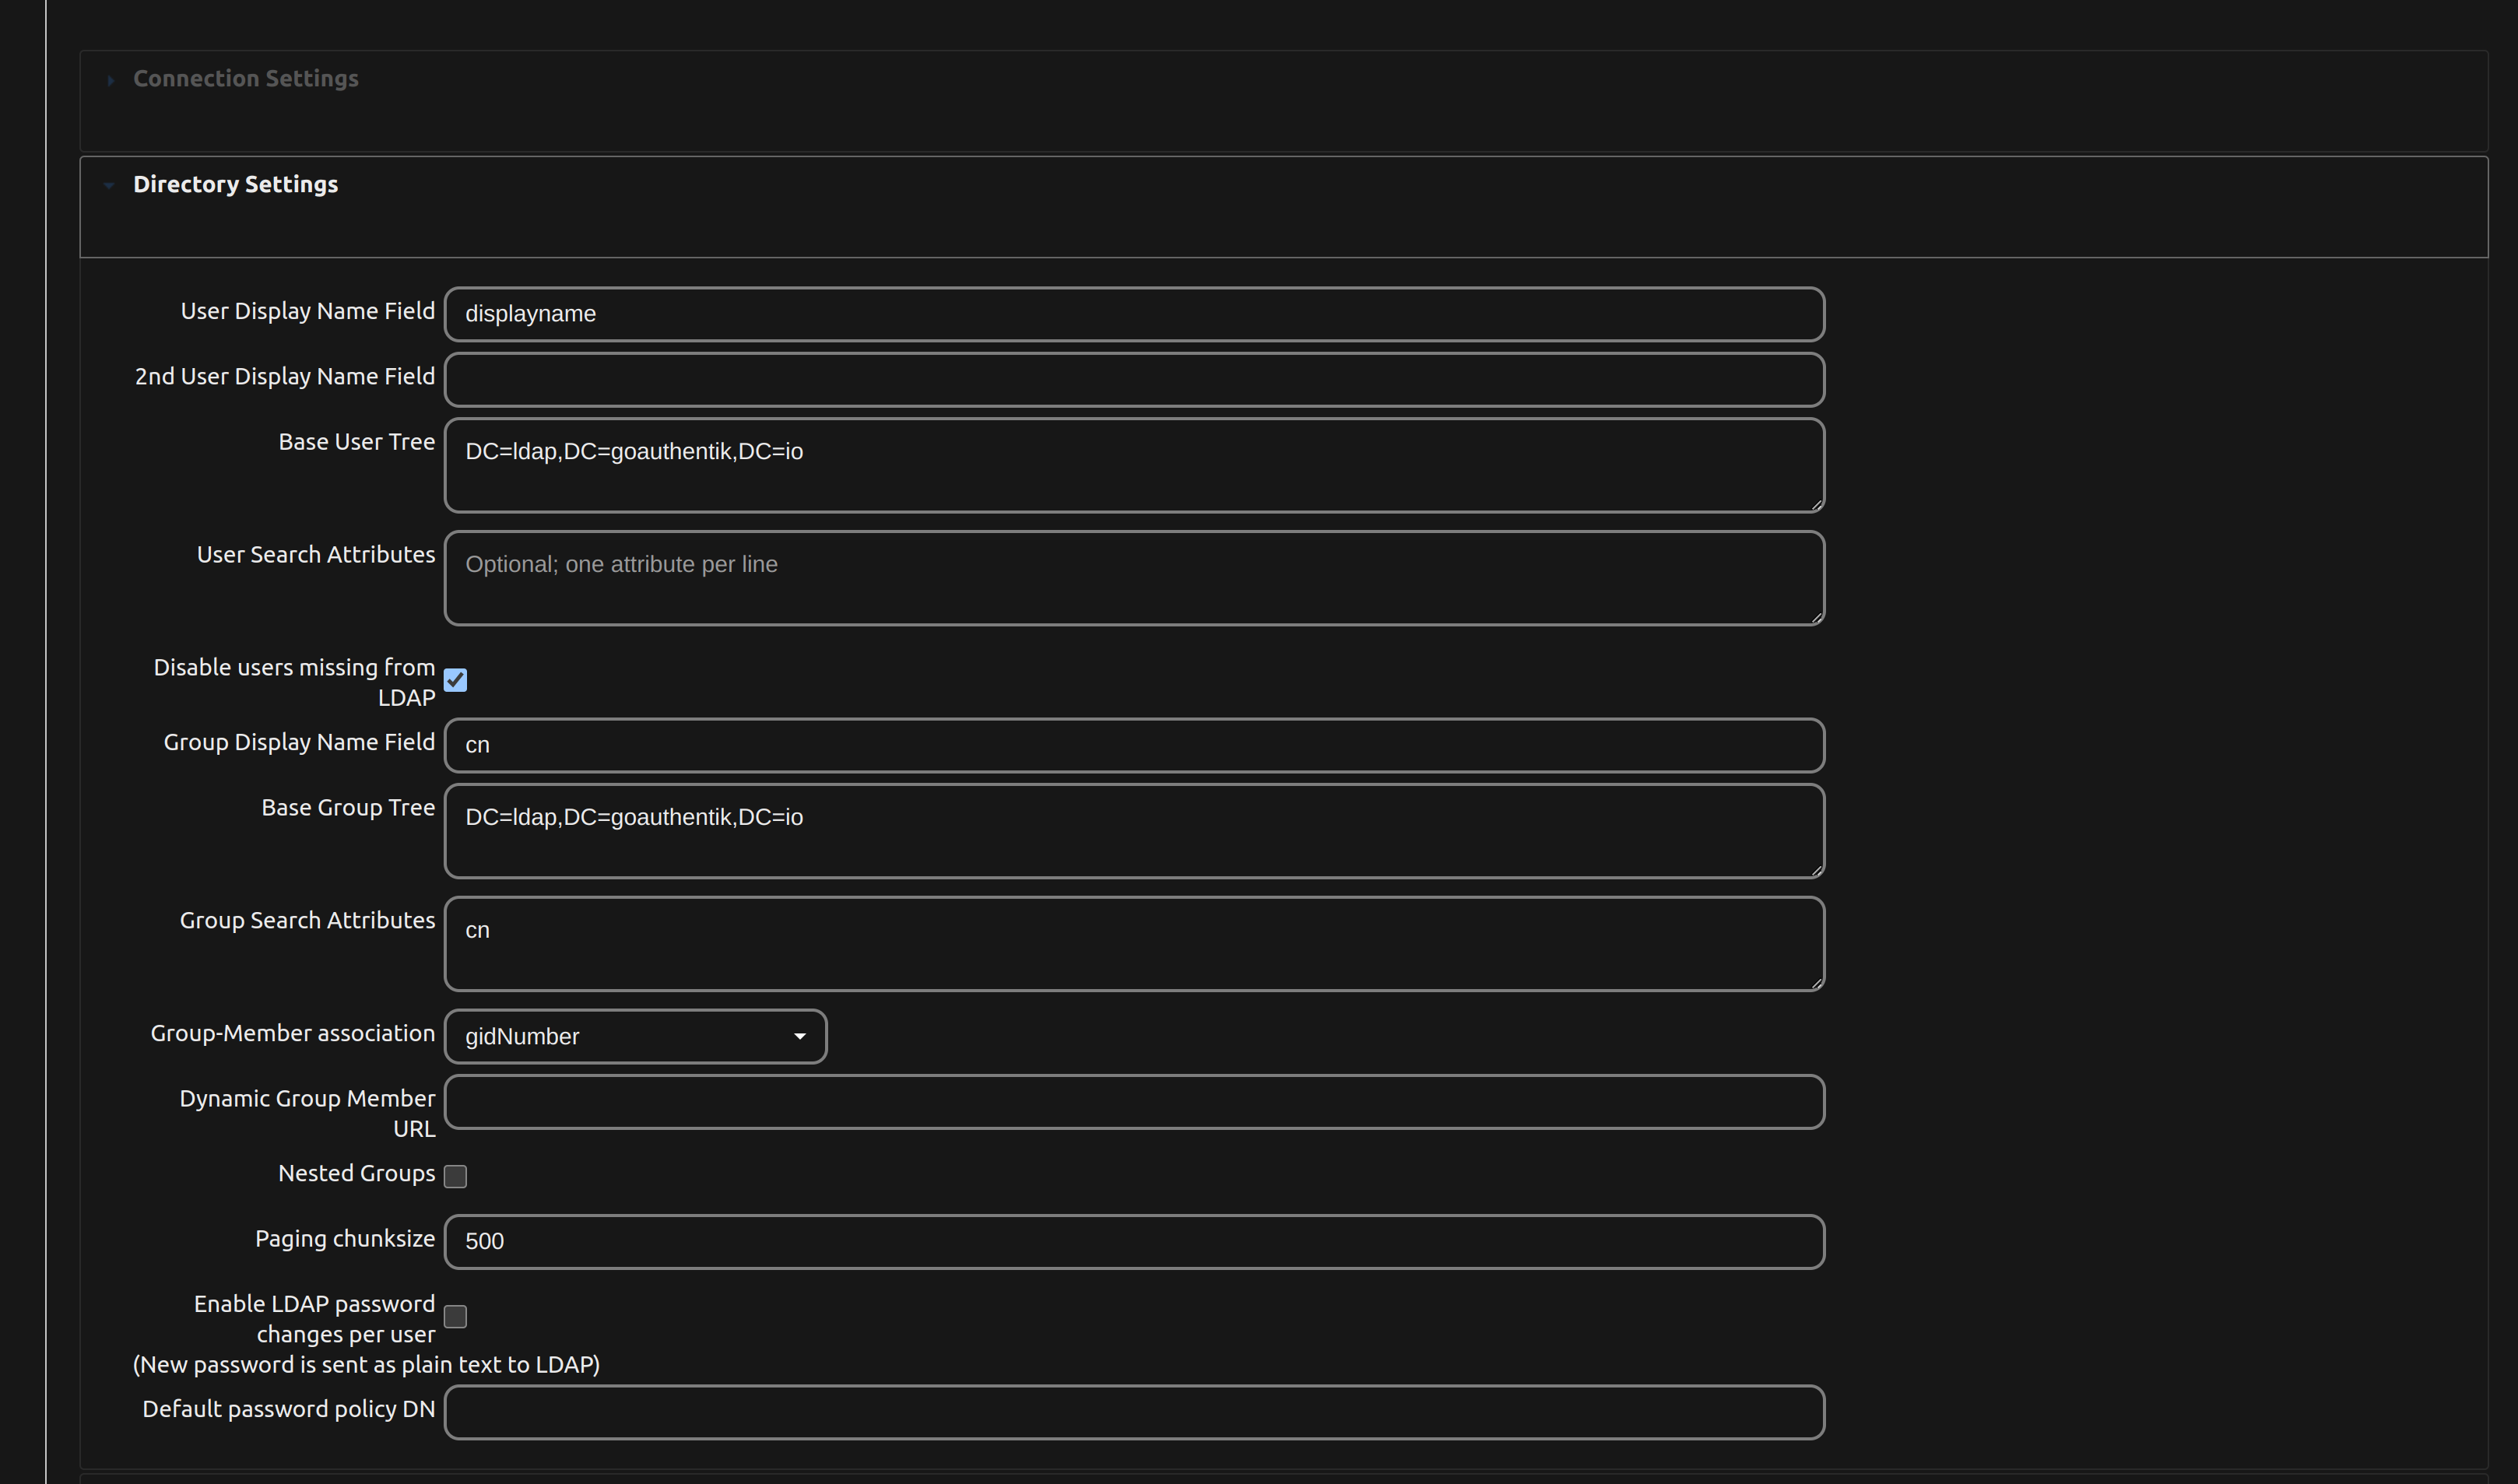 Connection Settings
Directory Settings
User Display Name Field
displayname
2nd User Display Name Field
Base User Tree
DC=ldap,DC=goauthentik,DC=io
User Search Attributes
Optional; one attribute per line
Disable users missing from
LDAP
Group Display Name Field
cn
Base Group Tree
DC=ldap,DC=goauthentik,DC=io
Group Search Attributes
cn
Group-Member association
gidNumber
Dynamic Group Member
URL
Nested Groups
Paging chunksize
500
Enable LDAP password
changes per user
(New password is sent as plain text to LDAP)
Default password policy DN